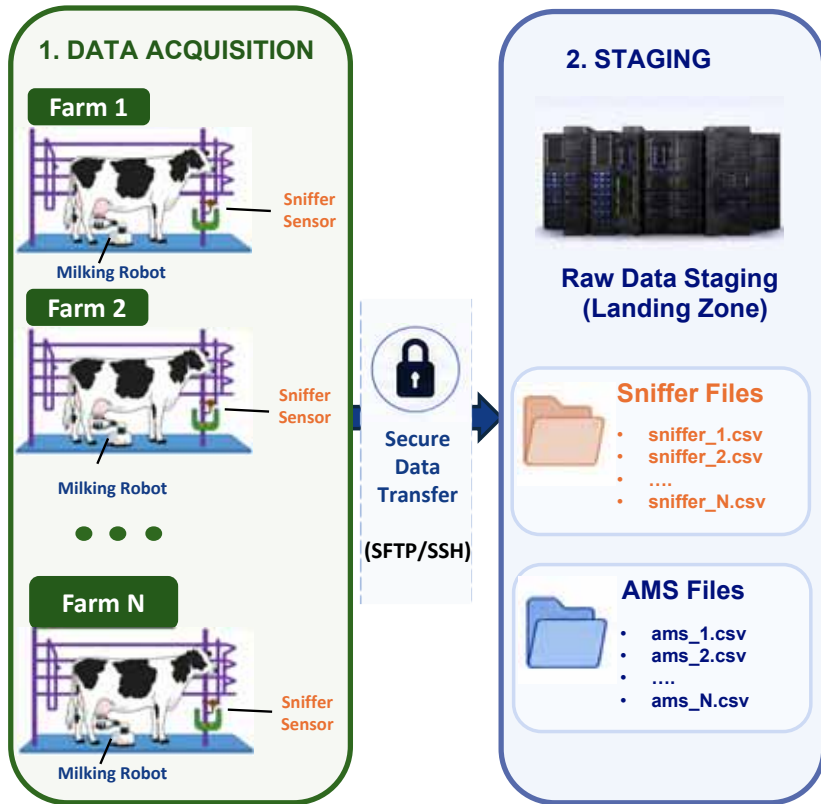 1. DATA ACQUISITION
Farm 1
Sniffer
Sensor
Milking Robot
Farm 2
Sniffer
Sensor
Milking Robot
Farm N
Sniffer
Sensor
Milking Robot
Secure
Data
Transfer
(SFTP/SSH)
2. STAGING
Raw Data Staging
(Landing Zone)
Sniffer Files
• sniffer_1.csv
• sniffer_2.csv
• ....
• sniffer_N.csv
AMS Files
• ams_1.csv
• ams_2.csv
• ....
• ams_N.csv